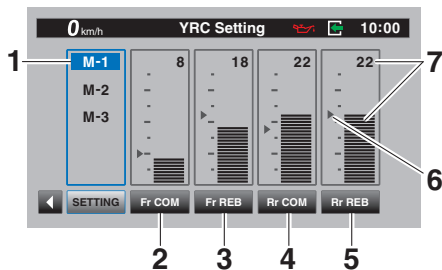 0 km/h YRC Setting 10:00
1 M-1 8 18 22 22 7
M-2
M-3
6
SETTING Fr COM Fr REB Rr COM Rr REB
2 3 4 5